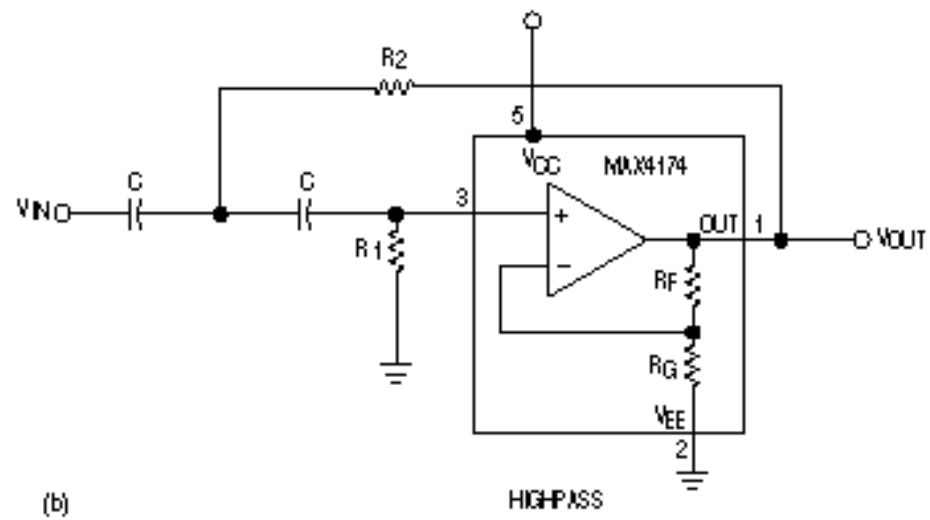 R2
5
VCC
MAX4174
C
C
3
VIN
R1
OUT
1
VOUT
+
−
RF
RG
VEE
2
(b)
HIGHPASS